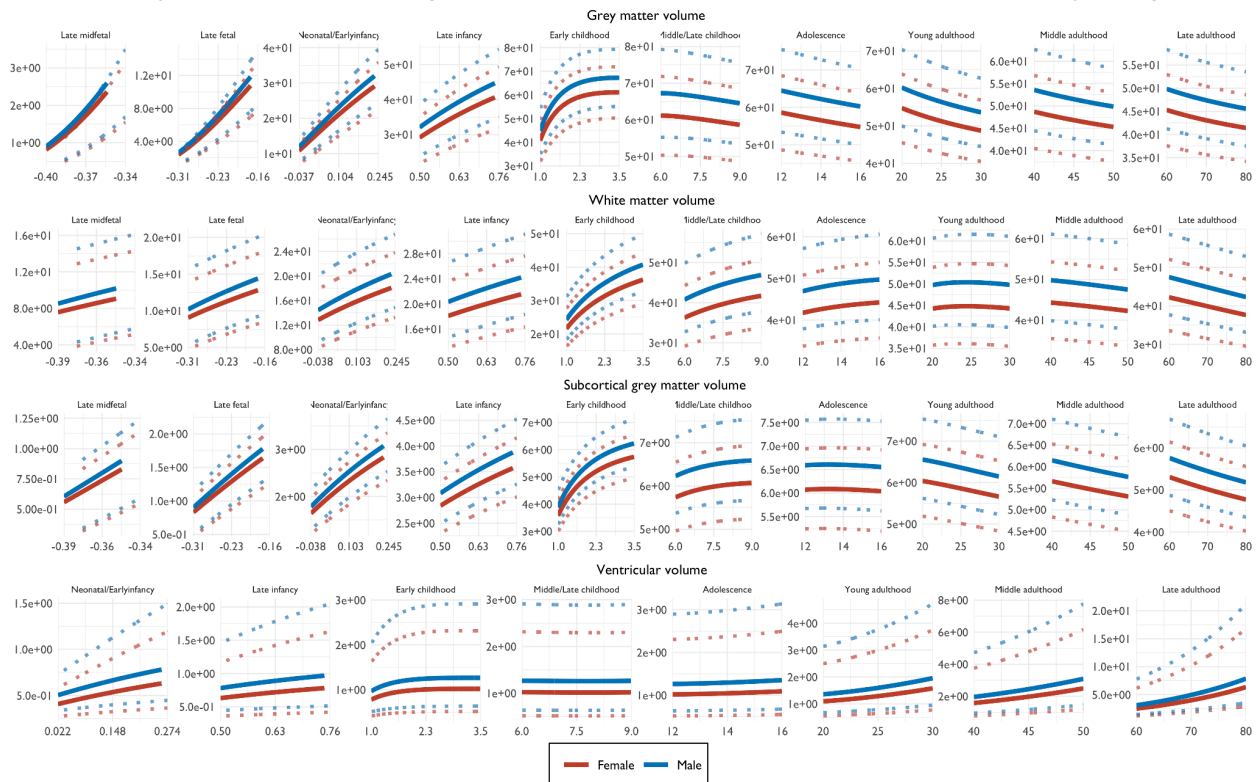 Grey matter volume
Late midfetal
3e+00
2e+00
1e+00
-0.40 -0.37 -0.34
Late fetal
1.2e+01
8.0e+00
4.0e+00
-0.31 -0.23 -0.16
Neonatal/Earlyinfancy
4e+01
3e+01
2e+01
1e+01
-0.037 0.104 0.245
Late infancy
5e+01
4e+01
3e+01
0.50 0.63 0.76
Early childhood
8e+01
7e+01
6e+01
5e+01
4e+01
3e+01
1.0 2.3 3.5
Middle/Late childhood
8e+01
7e+01
6e+01
5e+01
6.0 7.5 9.0
Adolescence
7e+01
6e+01
5e+01
12 14 16
Young adulthood
7e+01
6e+01
5e+01
4e+01
20 25 30
Middle adulthood
6.0e+01
5.5e+01
5.0e+01
4.5e+01
4.0e+01
40 45 50
Late adulthood
5.5e+01
5.0e+01
4.5e+01
4.0e+01
3.5e+01
60 70 80
White matter volume
Late midfetal
1.6e+01
1.2e+01
8.0e+00
4.0e+00
-0.39 -0.36 -0.34
Late fetal
2.0e+01
1.5e+01
1.0e+01
5.0e+00
-0.31 -0.23 -0.16
Neonatal/Earlyinfancy
2.4e+01
2.0e+01
1.6e+01
1.2e+01
8.0e+00
-0.038 0.103 0.245
Late infancy
2.8e+01
2.4e+01
2.0e+01
1.6e+01
0.50 0.63 0.76
Early childhood
5e+01
4e+01
3e+01
2e+01
1.0 2.3 3.5
Middle/Late childhoo
5e+01
4e+01
3e+01
6.0 7.5 9.0
Adolescence
6e+01
5e+01
4e+01
12 14 16
Young adulthood
6.0e+01
5.5e+01
5.0e+01
4.5e+01
4.0e+01
3.5e+01
20 25 30
Middle adulthood
6e+01
5e+01
4e+01
40 45 50
Late adulthood
6e+01
5e+01
4e+01
3e+01
60 70 80
Subcortical grey matter volume
Late midfetal
1.25e+00
1.00e+00
7.50e-01
5.00e-01
-0.39 -0.36 -0.34
Late fetal
2.0e+00
1.5e+00
1.0e+00
5.0e-01
-0.31 -0.23 -0.16
Neonatal/Earlyinfancy
3e+00
2e+00
-0.038 0.103 0.245
Late infancy
4.5e+00
4.0e+00
3.5e+00
3.0e+00
2.5e+00
0.50 0.63 0.76
Early childhood
7e+00
6e+00
5e+00
4e+00
3e+00
1.0 2.3 3.5
Middle/Late childhoo
7e+00
6e+00
5e+00
6.0 7.5 9.0
Adolescence
7.5e+00
7.0e+00
6.5e+00
6.0e+00
5.5e+00
12 14 16
Young adulthood
7e+00
6e+00
5e+00
20 25 30
Middle adulthood
7.0e+00
6.5e+00
6.0e+00
5.5e+00
5.0e+00
4.5e+00
40 45 50
Late adulthood
6e+00
5e+00
4e+00
60 70 80
Ventricular volume
Neonatal/Earlyinfancy
1.5e+00
1.0e+00
5.0e-01
0.022 0.148 0.274
Late infancy
2.0e+00
1.5e+00
1.0e+00
5.0e-01
0.50 0.63 0.76
Early childhood
3e+00
2e+00
1e+00
1.0 2.3 3.5
Middle/Late childhood
3e+00
2e+00
1e+00
6.0 7.5 9.0
Adolescence
3e+00
2e+00
1e+00
12 14 16
Young adulthood
4e+00
3e+00
2e+00
1e+00
20 25 30
Middle adulthood
8e+00
6e+00
4e+00
2e+00
40 45 50
Late adulthood
2.0e+01
1.5e+01
1.0e+01
5.0e+00
60 70 80
Female Male